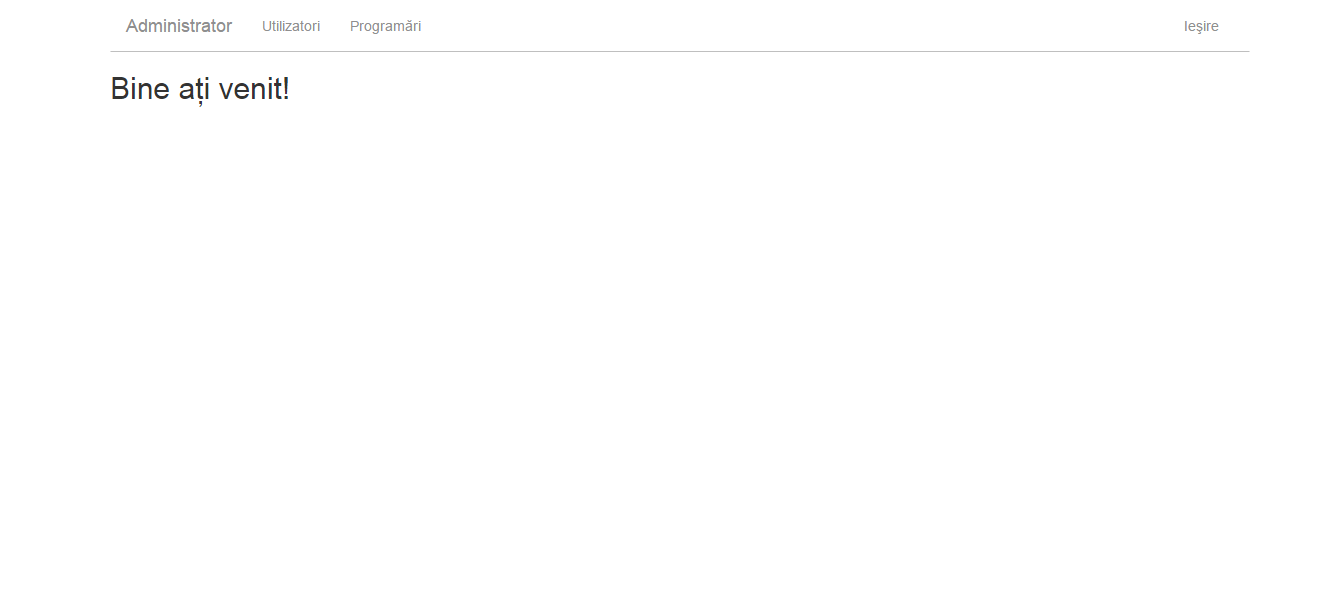 Administrator Utilizatori Programări Ieşire
Bine ați venit!